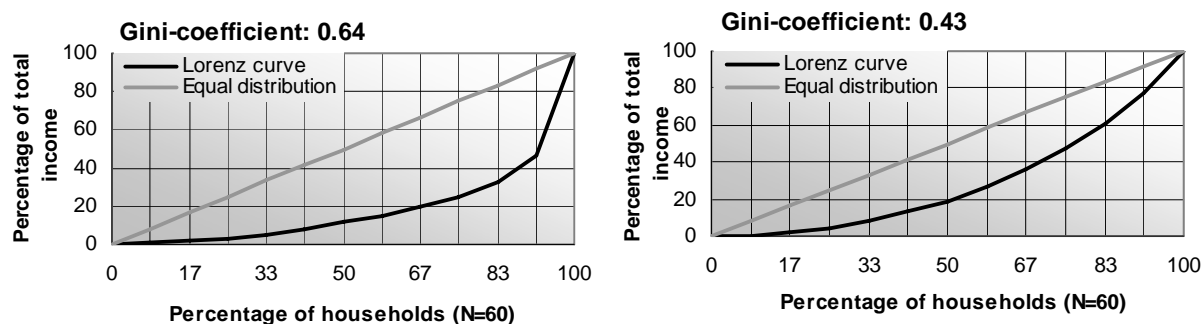 Gini-coefficient: 0.64
100
80
60
40
20
0
Percentage of total
income
Lorenz curve
Equal distribution
0 17 33 50 67 83 100
Percentage of households (N=60)
Gini-coefficient: 0.43
100
80
60
40
20
0
Percentage of total
income
Lorenz curve
Equal distribution
0 17 33 50 67 83 100
Percentage of households (N=60)